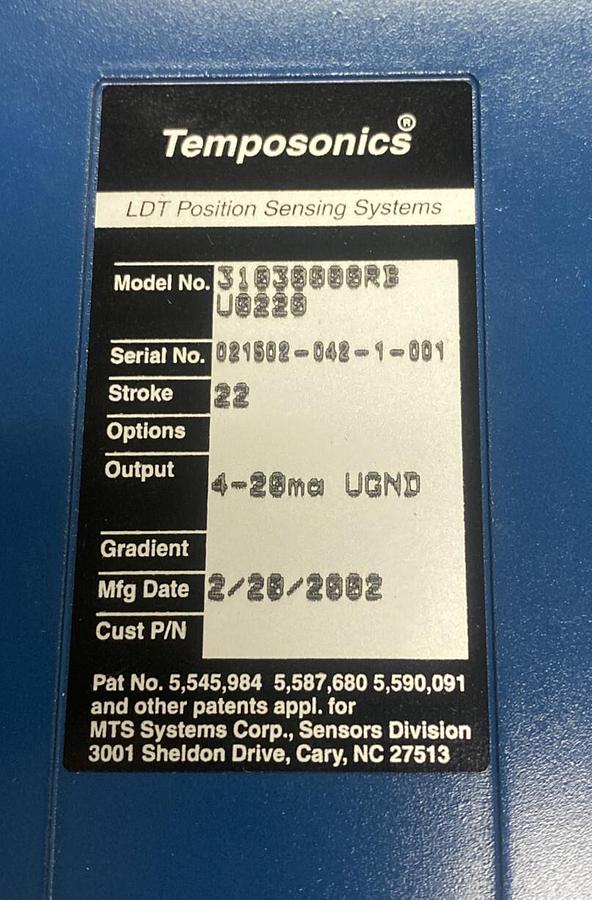 Temposonics®
LDT Position Sensing Systems
Model No. 31030000RB
U0220
Serial No. 021502-042-1-001
Stroke 22
Options
Output 4-20ma UGND
Gradient
Mfg Date 2/20/2002
Cust P/N
Pat No. 5,545,984 5,587,680 5,590,091
and other patents appl. for
MTS Systems Corp., Sensors Division
3001 Sheldon Drive, Cary, NC 27513